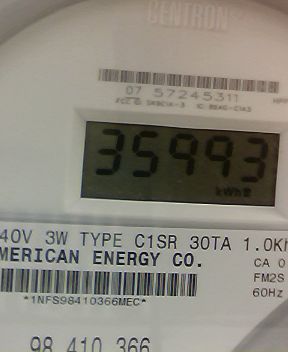 CENTRON
07 57245311
35993
kWh
40V 3W TYPE C1SR 30TA 1.0Kh
MERICAN ENERGY CO.
CA 0
FM2S
*1NFS98410366MEC*
60Hz
98 410 366